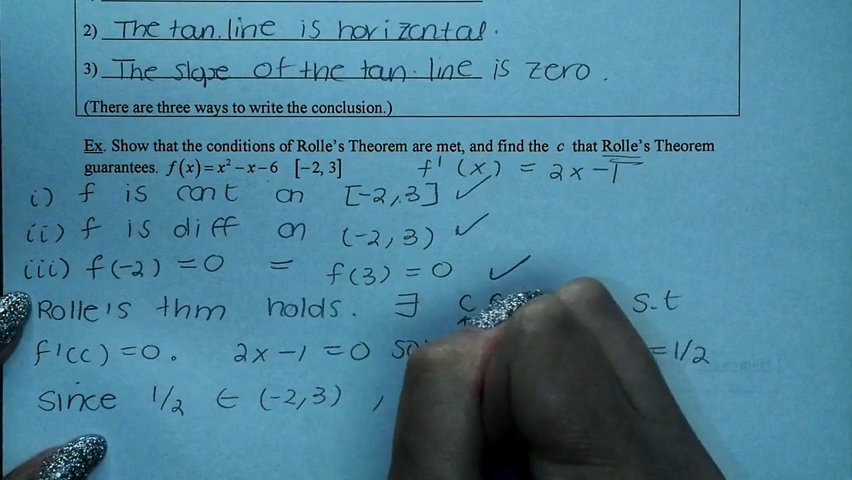 2) The tan.line is horizontal.
3) The slope of the tan. line is zero.
(There are three ways to write the conclusion.)
Ex. Show that the conditions of Rolle's Theorem are met, and find the c that Rolle's Theorem
guarantees. f(x)=x²-x-6 [-2, 3] f'(x) = 2x-1
i) f is cont on [-2,3] ✓
ii) f is diff on (-2,3) ✓
iii) f(-2) =0 = f(3) = 0 ✓
Rolle's thm holds. ∃ c s.t
f'(c) =0. 2x-1=0 =1/2
since 1/2 ∈ (-2,3) ,